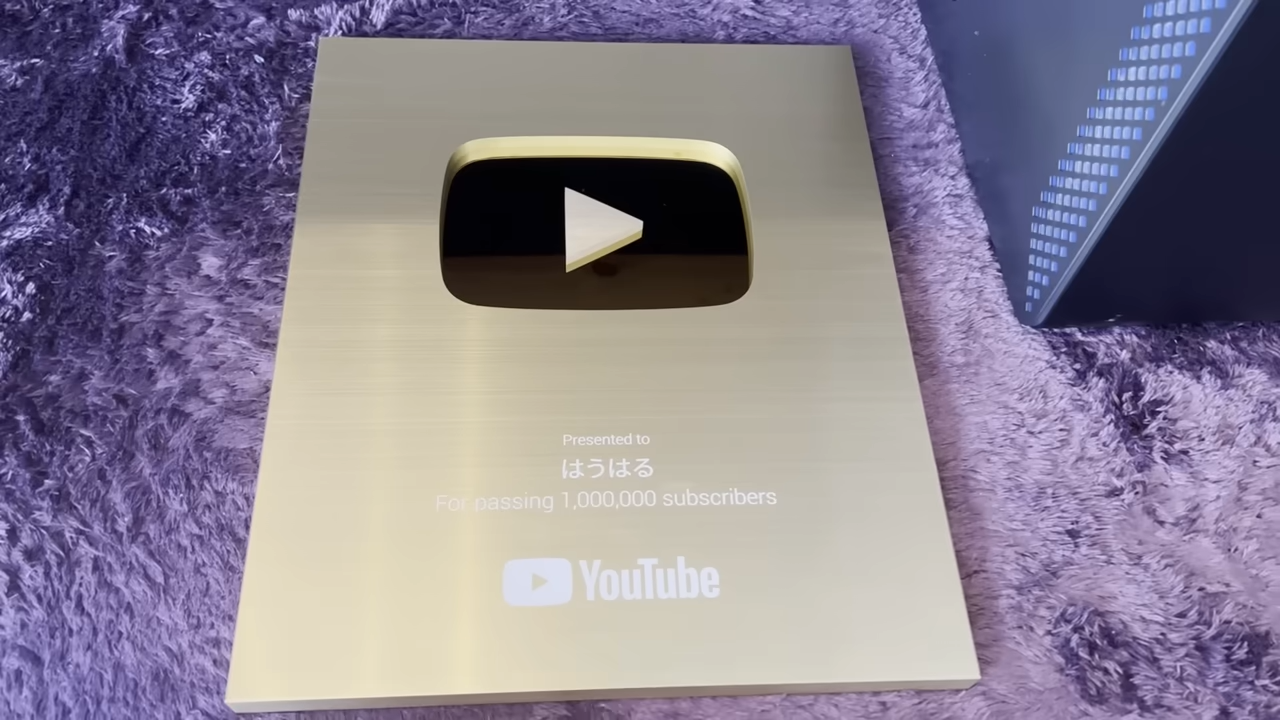 Presented to
はうはる
For passing 1,000,000 subscribers
YouTube